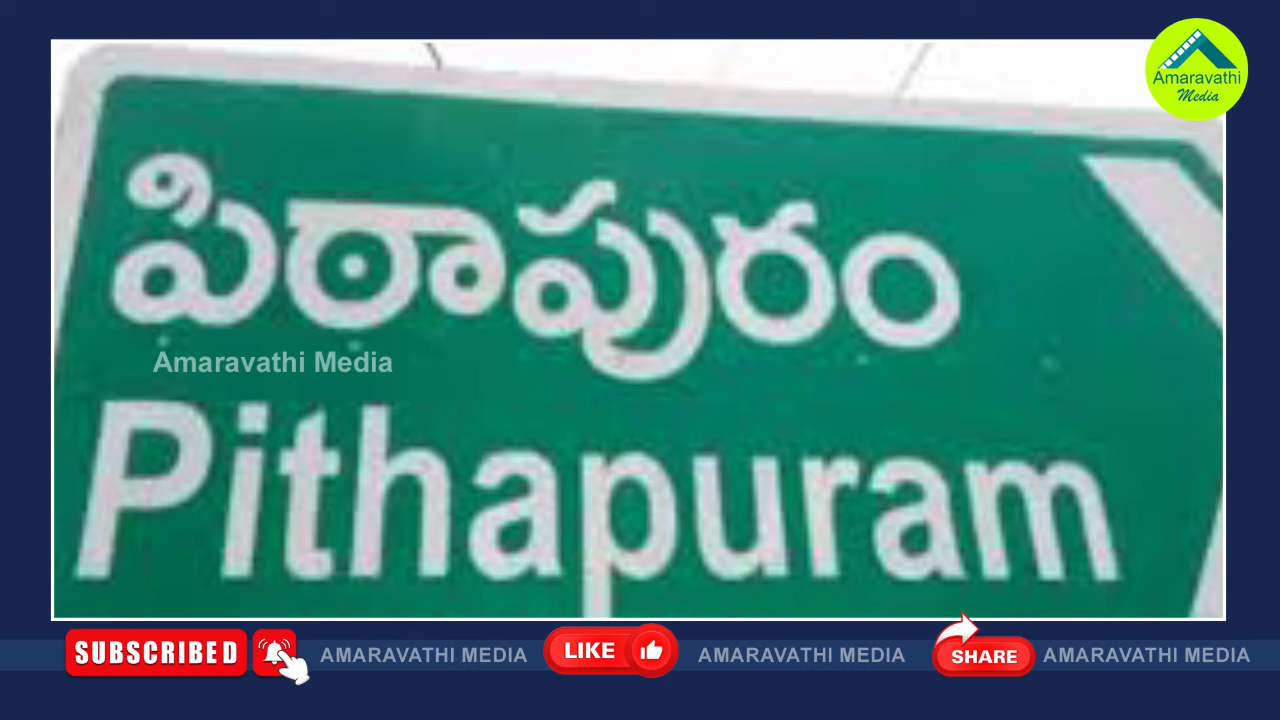 Amaravathi
Media
పిఠాపురం
Amaravathi Media
Pithapuram
SUBSCRIBED AMARAVATHI MEDIA LIKE AMARAVATHI MEDIA SHARE AMARAVATHI MEDIA